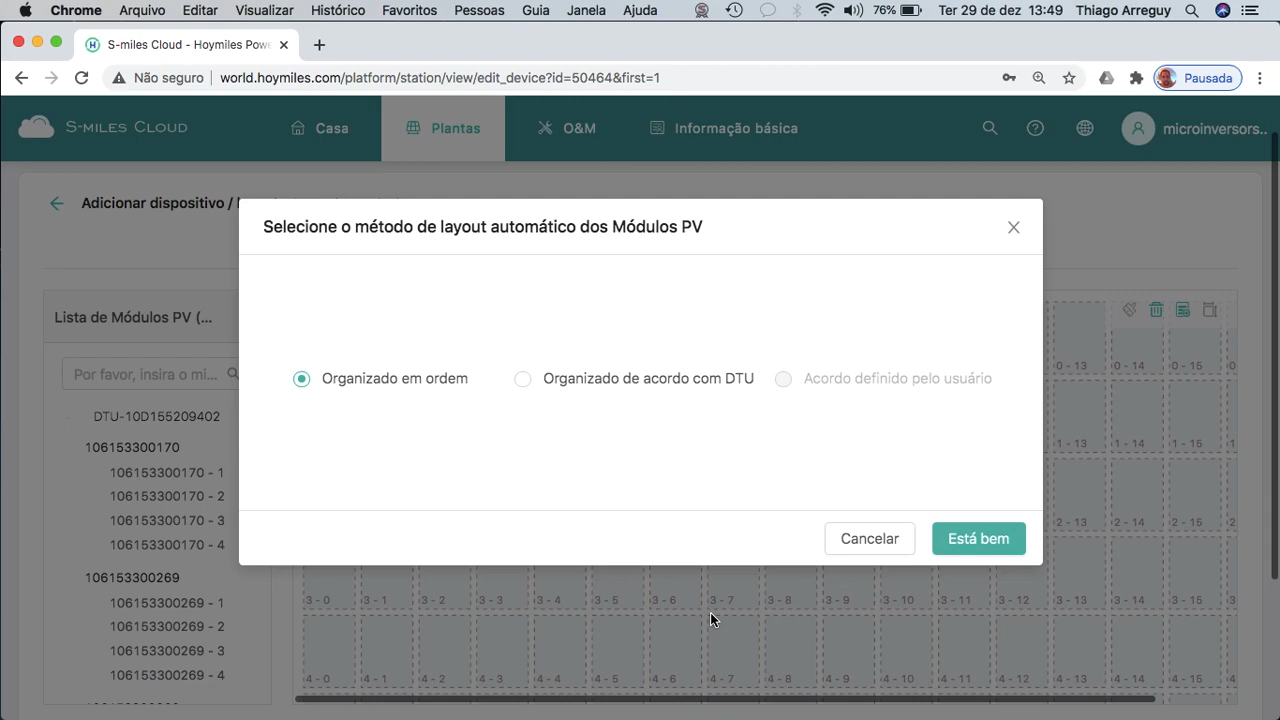 Chrome Arquivo Editar Visualizar Histórico Favoritos Pessoas Guia Janela Ajuda 76% Ter 29 de dez 13:49 Thiago Arreguy
S-miles Cloud - Hoymiles Powe
Não seguro world.hoymiles.com/platform/station/view/edit_device?id=50464&first=1 Pausada
S-MILES CLOUD Casa Plantas O&M Informação básica microinversors..
Adicionar dispositivo /
Selecione o método de layout automático dos Módulos PV
Lista de Módulos PV (...
Por favor, insira o mi...
Organizado em ordem Organizado de acordo com DTU Acordo definido pelo usuário
DTU-10D155209402
106153300170
106153300170 - 1
106153300170 - 2
106153300170 - 3
106153300170 - 4
106153300269
106153300269 - 1
106153300269 - 2
106153300269 - 3
106153300269 - 4
Cancelar Está bem
0 - 13 0 - 14 0 - 15
1 - 13 1 - 14 1 - 15 1
2 - 13 2 - 14 2 - 15 2
3 - 0 3 - 1 3 - 2 3 - 3 3 - 4 3 - 5 3 - 6 3 - 7 3 - 8 3 - 9 3 - 10 3 - 11 3 - 12 3 - 13 3 - 14 3 - 15 3
4 - 0 4 - 1 4 - 2 4 - 3 4 - 4 4 - 5 4 - 6 4 - 7 4 - 8 4 - 9 4 - 10 4 - 11 4 - 12 4 - 13 4 - 14 4 - 15 4